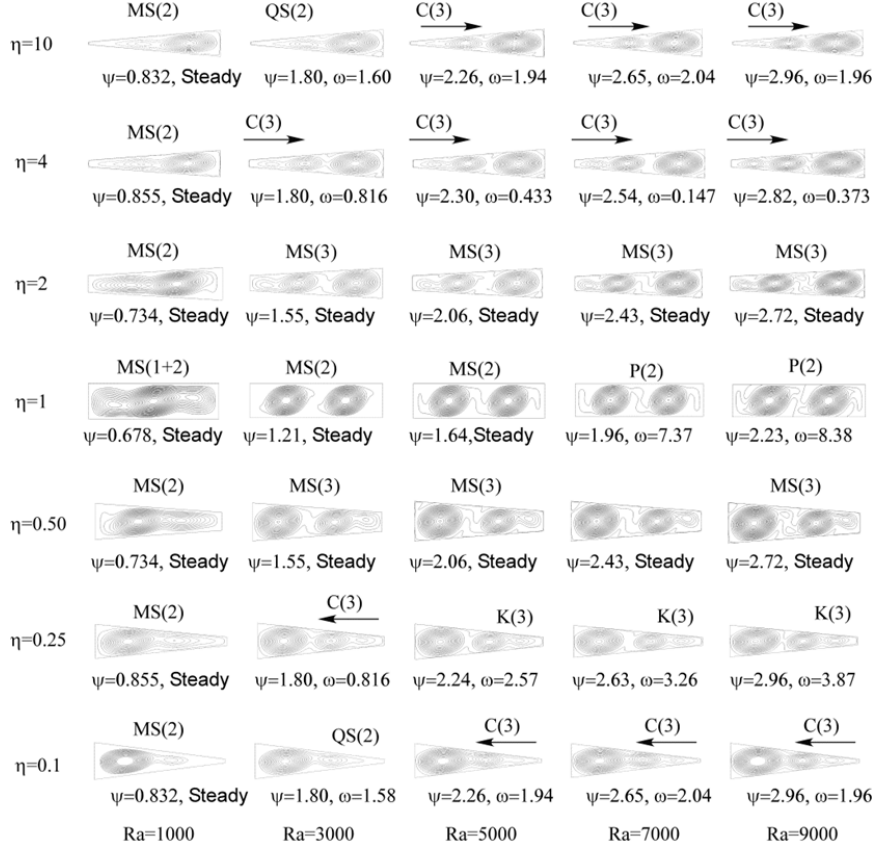 MS(2) QS(2) C(3) C(3) C(3)
η=10
ψ=0.832, Steady ψ=1.80, ω=1.60 ψ=2.26, ω=1.94 ψ=2.65, ω=2.04 ψ=2.96, ω=1.96
MS(2) C(3) C(3) C(3) C(3)
η=4
ψ=0.855, Steady ψ=1.80, ω=0.816 ψ=2.30, ω=0.433 ψ=2.54, ω=0.147 ψ=2.82, ω=0.373
MS(2) MS(3) MS(3) MS(3) MS(3)
η=2
ψ=0.734, Steady ψ=1.55, Steady ψ=2.06, Steady ψ=2.43, Steady ψ=2.72, Steady
MS(1+2) MS(2) MS(2) P(2) P(2)
η=1
ψ=0.678, Steady ψ=1.21, Steady ψ=1.64,Steady ψ=1.96, ω=7.37 ψ=2.23, ω=8.38
MS(2) MS(3) MS(3) MS(3)
η=0.50
ψ=0.734, Steady ψ=1.55, Steady ψ=2.06, Steady ψ=2.43, Steady ψ=2.72, Steady
MS(2) C(3) K(3) K(3) K(3)
η=0.25
ψ=0.855, Steady ψ=1.80, ω=0.816 ψ=2.24, ω=2.57 ψ=2.63, ω=3.26 ψ=2.96, ω=3.87
MS(2) QS(2) C(3) C(3) C(3)
η=0.1
ψ=0.832, Steady ψ=1.80, ω=1.58 ψ=2.26, ω=1.94 ψ=2.65, ω=2.04 ψ=2.96, ω=1.96
Ra=1000 Ra=3000 Ra=5000 Ra=7000 Ra=9000